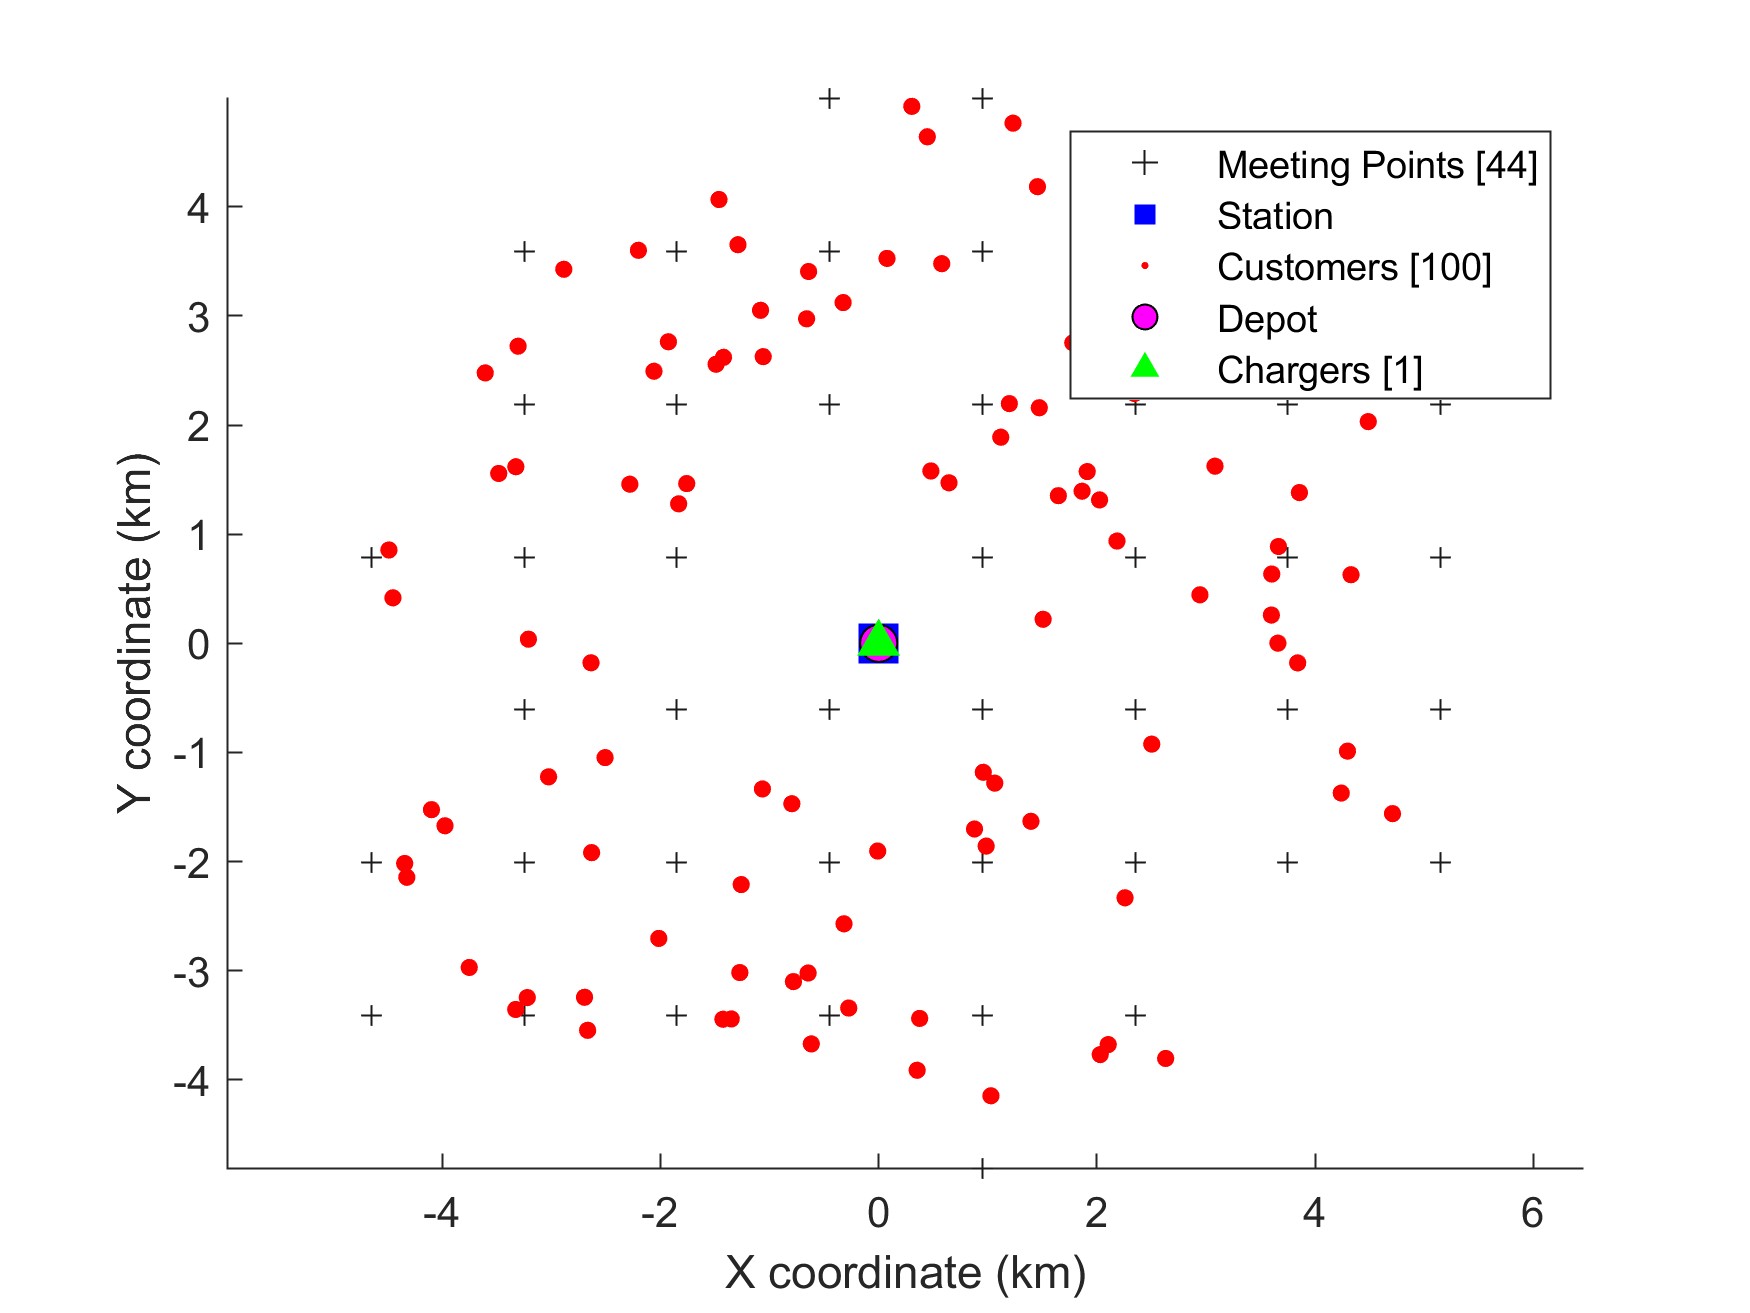 Meeting Points [44]
Station
Customers [100]
Depot
Chargers [1]
4
3
2
1
0
-1
-2
-3
-4
Y coordinate (km)
-4 -2 0 2 4 6
X coordinate (km)